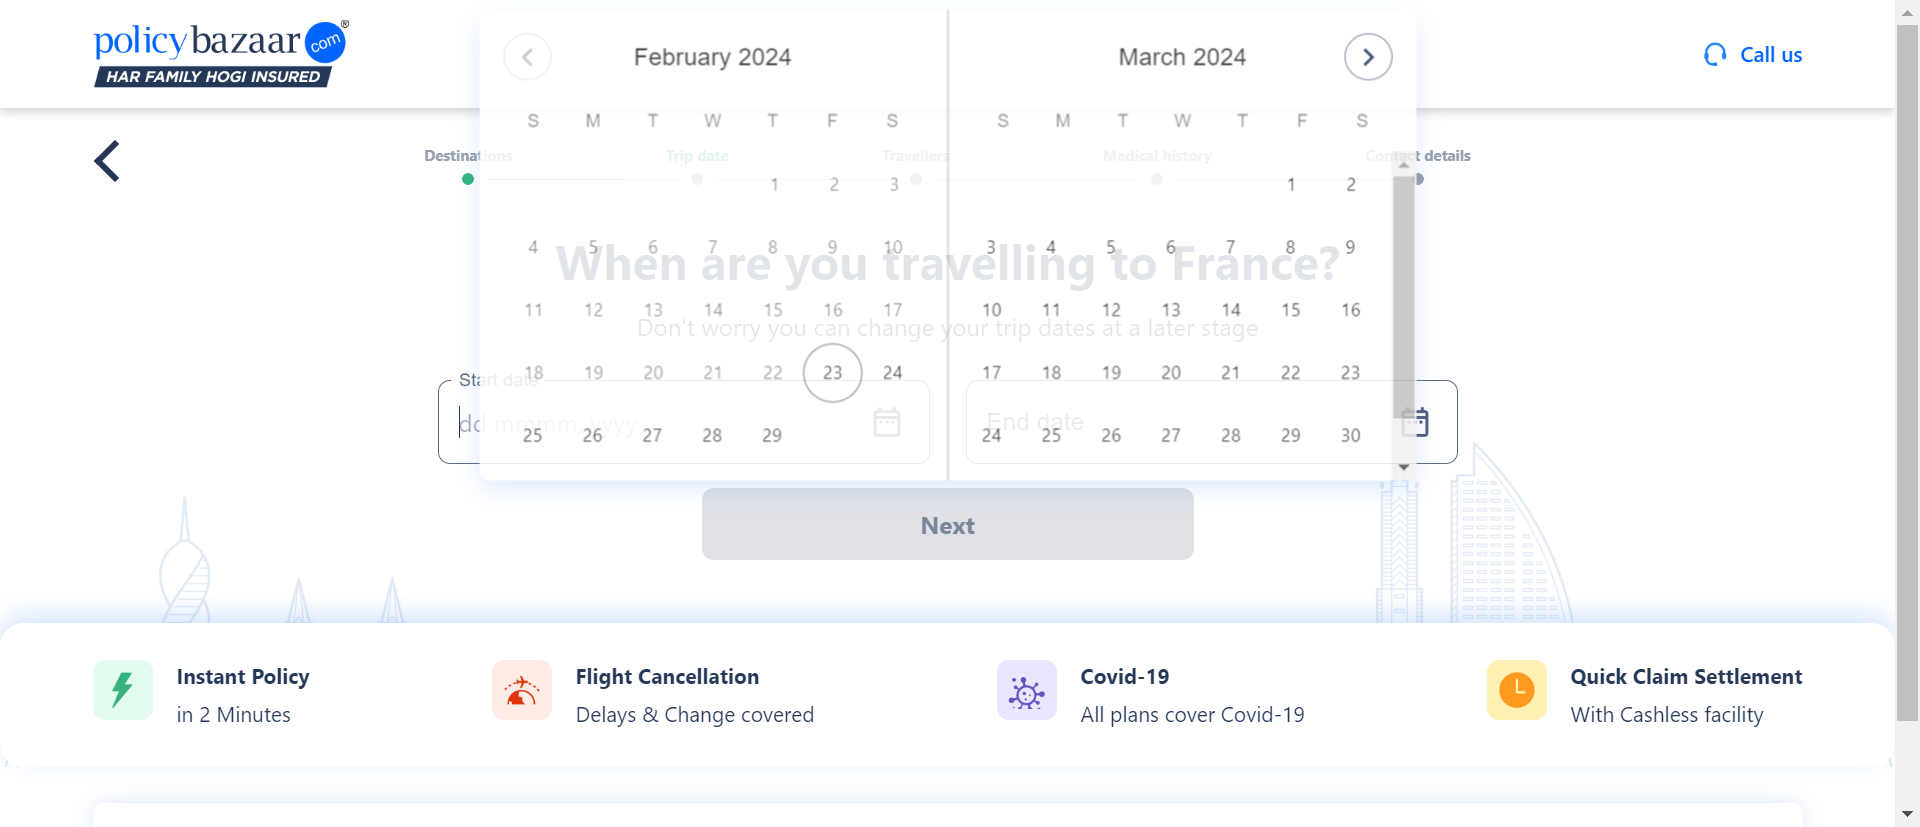 policybazaar.com®
HAR FAMILY HOGI INSURED
Call us
February 2024
March 2024
S M T W T F S
S M T W T F S
Destinations
Trip date
Travellers
Medical history
Contact details
1 2 3
1 2
4 5 6 7 8 9 10
3 4 5 6 7 8 9
When are you travelling to France?
11 12 13 14 15 16 17
10 11 12 13 14 15 16
Don't worry you can change your trip dates at a later stage
18 19 20 21 22 23 24
17 18 19 20 21 22 23
Start date
dd mmmm, yyyy
End date
25 26 27 28 29
24 25 26 27 28 29 30
Next
Instant Policy
in 2 Minutes
Flight Cancellation
Delays & Change covered
Covid-19
All plans cover Covid-19
Quick Claim Settlement
With Cashless facility